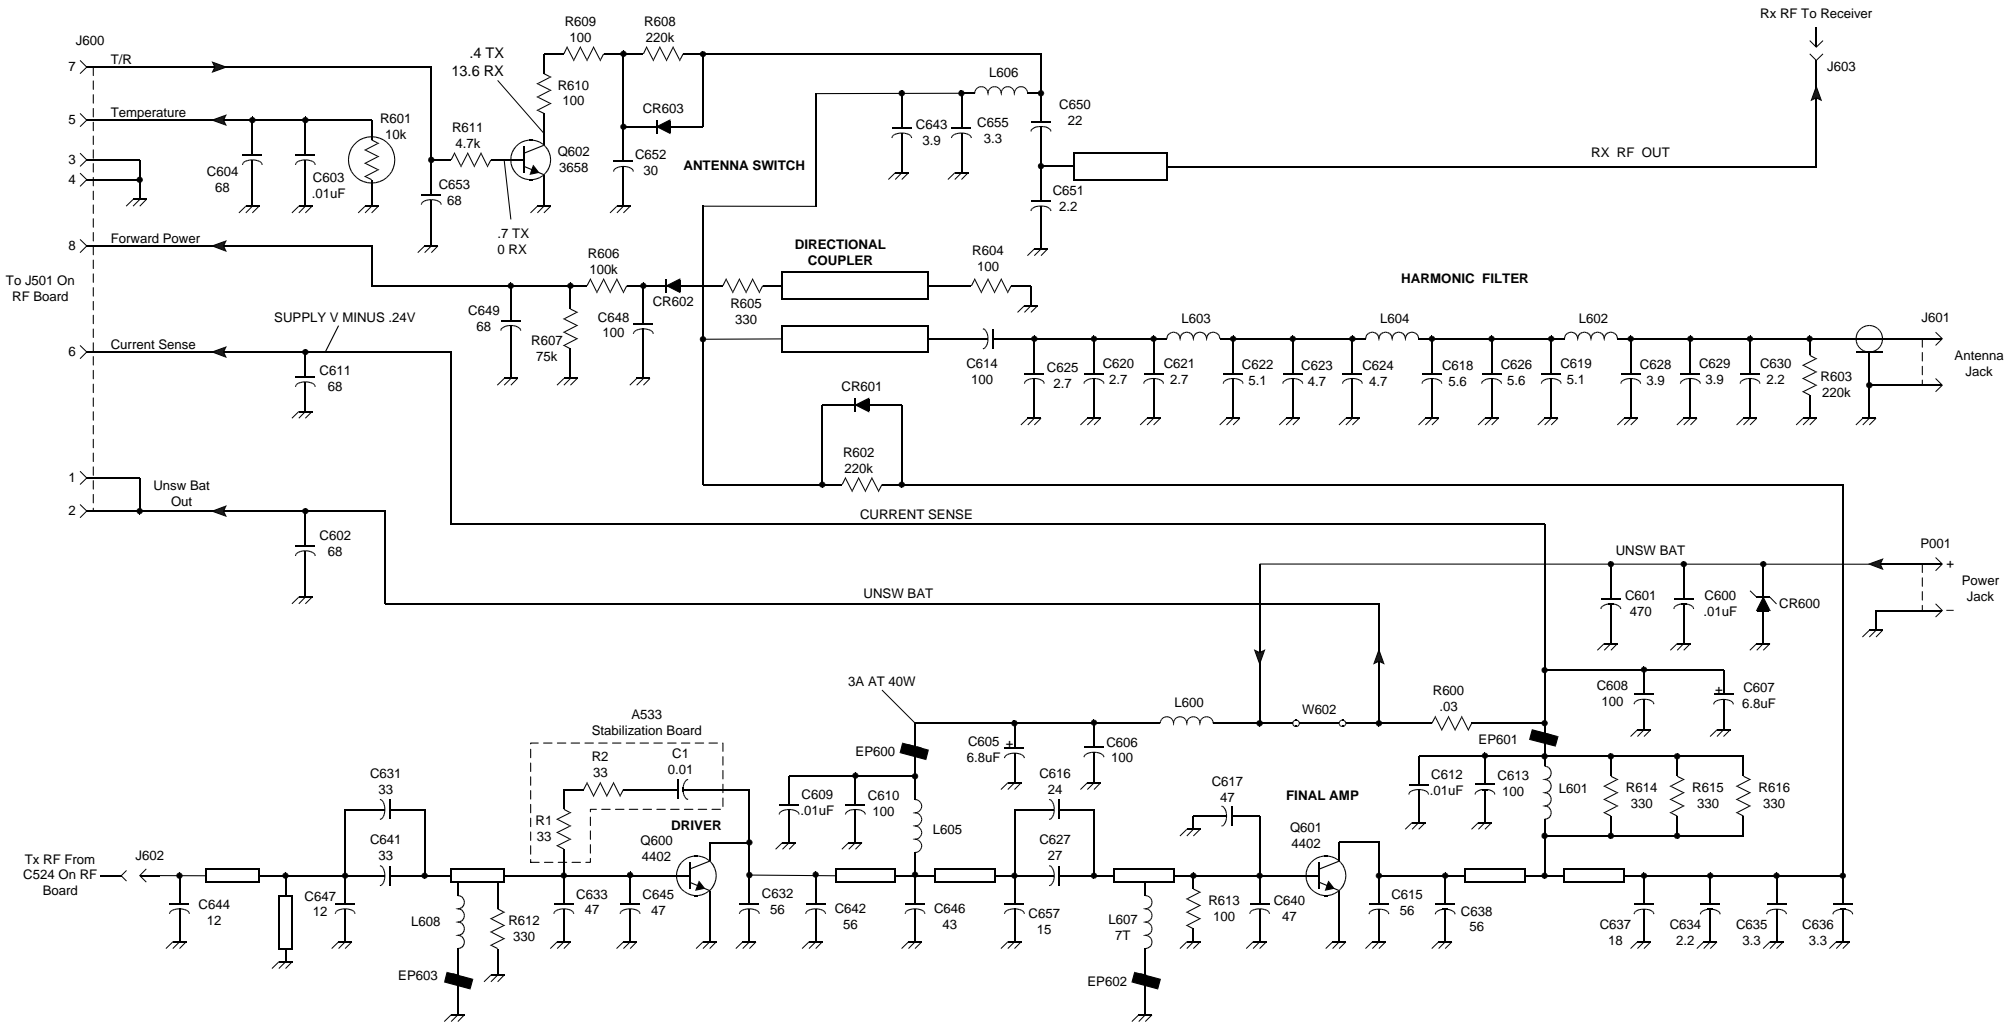 Rx RF To Receiver
J603
J600
7
T/R
5
Temperature
3
4
8
Forward Power
To J501 On
RF Board
6
Current Sense
1
2
Unsw Bat
Out
R601
10k
C604
68
C603
.01uF
C653
68
R611
4.7k
Q602
3658
.4 TX
13.6 RX
.7 TX
0 RX
R609
100
R608
220k
R610
100
CR603
C652
30
ANTENNA SWITCH
L606
C643
3.9
C655
3.3
C650
22
C651
2.2
RX RF OUT
SUPPLY V MINUS .24V
C611
68
C649
68
R606
100k
R607
75k
C648
100
CR602
R605
330
DIRECTIONAL
COUPLER
R604
100
HARMONIC FILTER
C614
100
C625
2.7
C620
2.7
C621
2.7
L603
C622
5.1
C623
4.7
C624
4.7
L604
C618
5.6
C626
5.6
C619
5.1
L602
C628
3.9
C629
3.9
C630
2.2
R603
220k
J601
Antenna
Jack
CR601
R602
220k
CURRENT SENSE
C602
68
UNSW BAT
UNSW BAT
P001
+
–
Power
Jack
C601
470
C600
.01uF
CR600
3A AT 40W
L600
W602
R600
.03
C608
100
+
C607
6.8uF
A533
Stabilization Board
R2
33
C1
0.01
R1
33
DRIVER
EP600
C605
6.8uF
+
C606
100
EP601
C631
33
C641
33
C609
.01uF
C610
100
L605
C616
24
C627
27
C617
47
FINAL AMP
C612
.01uF
C613
100
L601
R614
330
R615
330
R616
330
Tx RF From
C524 On RF
Board
J602
Q600
4402
Q601
4402
C644
12
C647
12
L608
R612
330
C633
47
C645
47
C632
56
C642
56
C646
43
C657
15
L607
7T
R613
100
C640
47
C615
56
C638
56
C637
18
C634
2.2
C635
3.3
C636
3.3
EP603
EP602